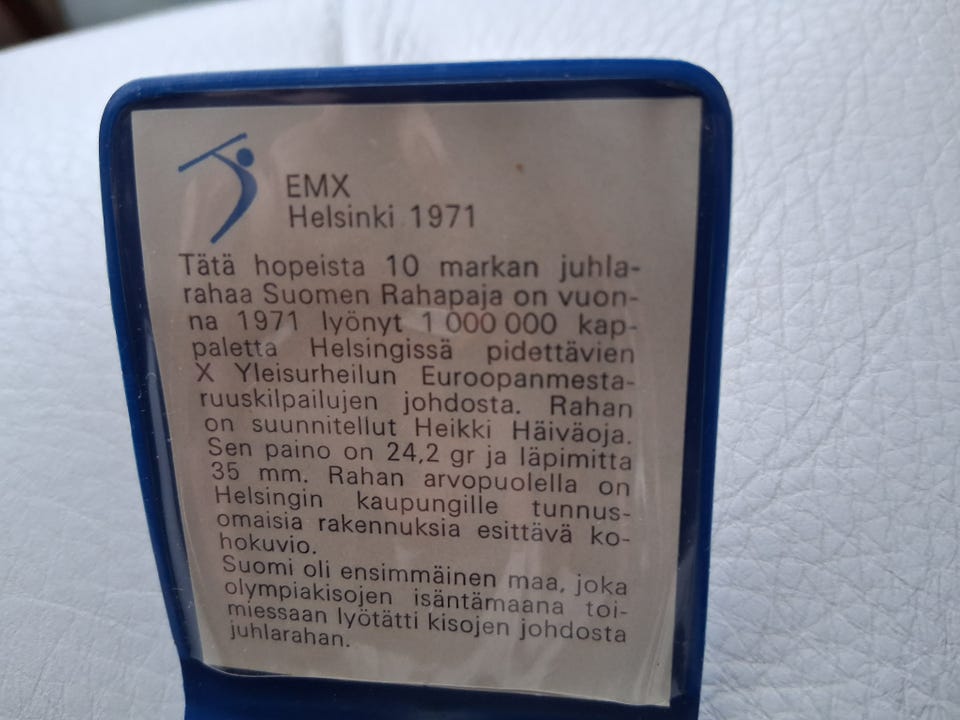 EMX
Helsinki 1971
Tätä hopeista 10 markan juhla-
rahaa Suomen Rahapaja on vuon-
na 1971 lyönyt 1 000 000 kap-
paletta Helsingissä pidettävien
X Yleisurheilun Euroopanmesta-
ruuskilpailujen johdosta. Rahan
on suunnitellut Heikki Häiväoja.
Sen paino on 24,2 gr ja läpimitta
35 mm. Rahan arvopuolella on
Helsingin kaupungille tunnus-
omaisia rakennuksia esittävä ko-
hokuvio.
Suomi oli ensimmäinen maa, joka
olympiakisojen isäntämaana toi-
miessaan lyötätti kisojen johdosta
juhlarahan.